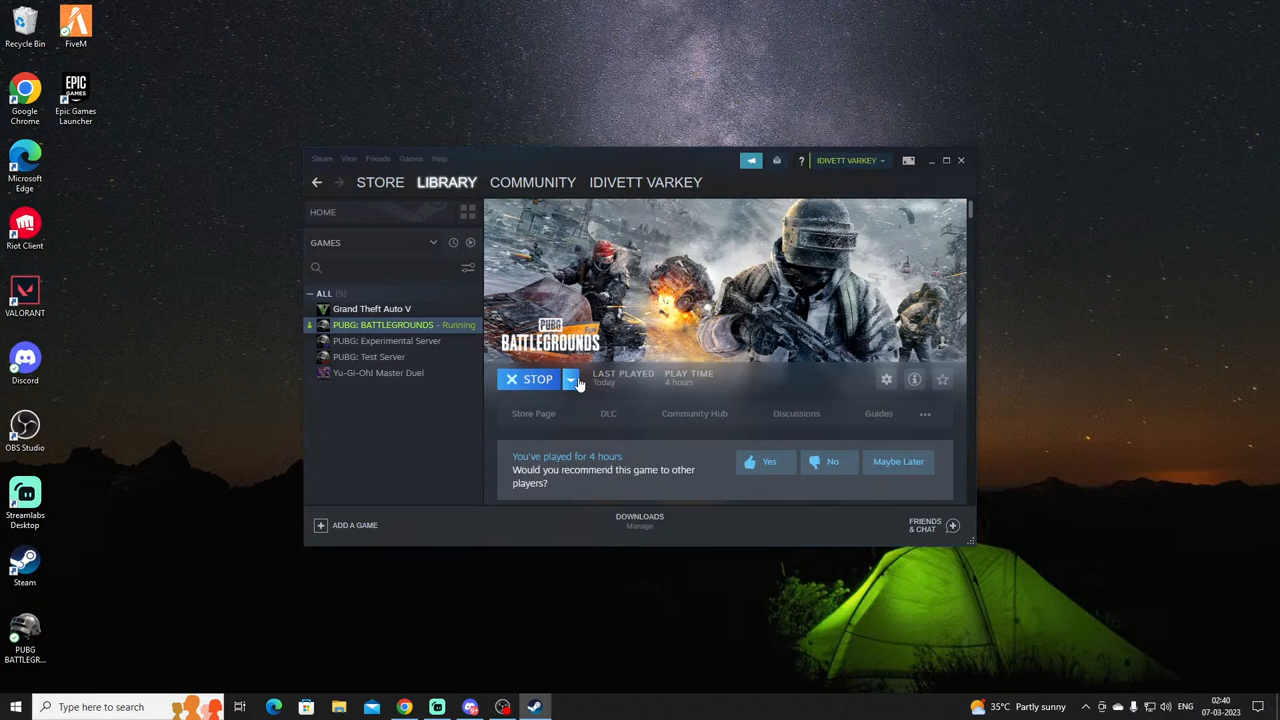 Recycle Bin
FiveM
Google Chrome
EPIC GAMES
Epic Games Launcher
Microsoft Edge
Riot Client
VALORANT
Discord
OBS Studio
Streamlabs Desktop
Steam
PUBG BATTLEGR...
Steam View Friends Games Help
? IDIVETT VARKEY
STORE LIBRARY COMMUNITY IDIVETT VARKEY
HOME
GAMES
ALL (5)
Grand Theft Auto V
PUBG: BATTLEGROUNDS - Running
PUBG: Experimental Server
PUBG: Test Server
Yu-Gi-Oh! Master Duel
PUBG
BATTLEGROUNDS
STOP
LAST PLAYED PLAY TIME
Today 4 hours
Store Page DLC Community Hub Discussions Guides
You've played for 4 hours
Would you recommend this game to other
players?
Yes No Maybe Later
ADD A GAME
DOWNLOADS
Manage
FRIENDS
& CHAT
Type here to search
35°C Partly sunny
ENG
02:40
07-03-2023